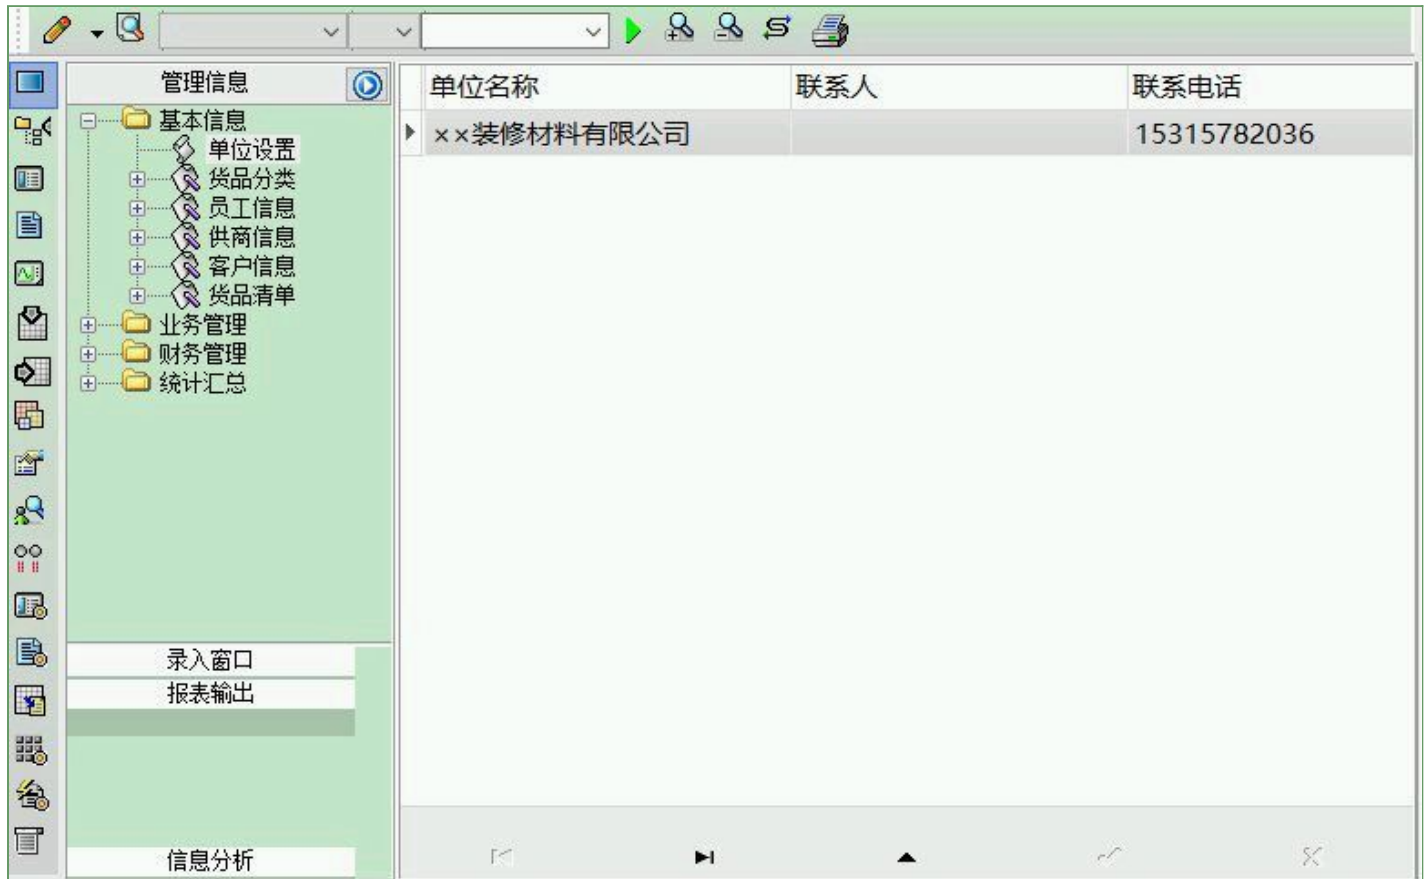 管理信息
基本信息
单位设置
货品分类
员工信息
供商信息
客户信息
货品清单
业务管理
财务管理
统计汇总
录入窗口
报表输出
信息分析
单位名称 联系人 联系电话
××装修材料有限公司 15315782036